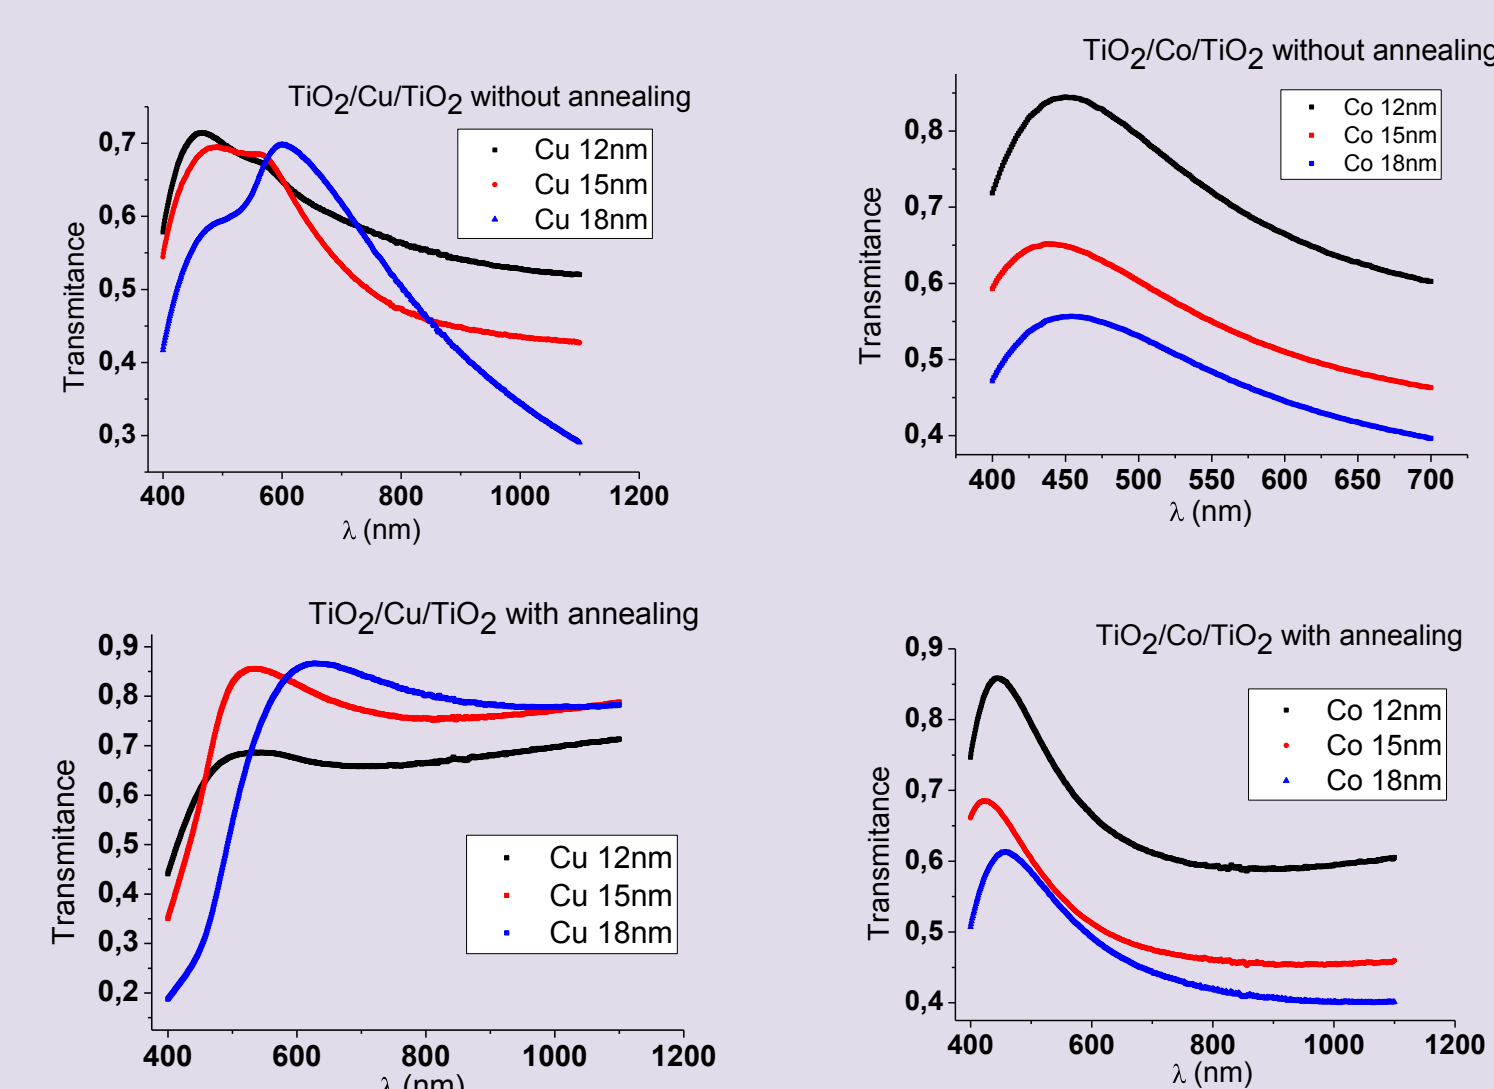 TiO2/Cu/TiO2 without annealing
0,7
0,6
0,5
0,4
0,3
Transmitance
Cu 12nm
Cu 15nm
Cu 18nm
400 600 800 1000 1200
λ (nm)
TiO2/Co/TiO2 without annealing
0,8
0,7
0,6
0,5
0,4
Transmitance
Co 12nm
Co 15nm
Co 18nm
400 450 500 550 600 650 700
λ (nm)
TiO2/Cu/TiO2 with annealing
0,9
0,8
0,7
0,6
0,5
0,4
0,3
0,2
Transmitance
Cu 12nm
Cu 15nm
Cu 18nm
400 600 800 1000 1200
λ (nm)
TiO2/Co/TiO2 with annealing
0,9
0,8
0,7
0,6
0,5
0,4
Transmitance
Co 12nm
Co 15nm
Co 18nm
400 600 800 1000 1200
λ (nm)